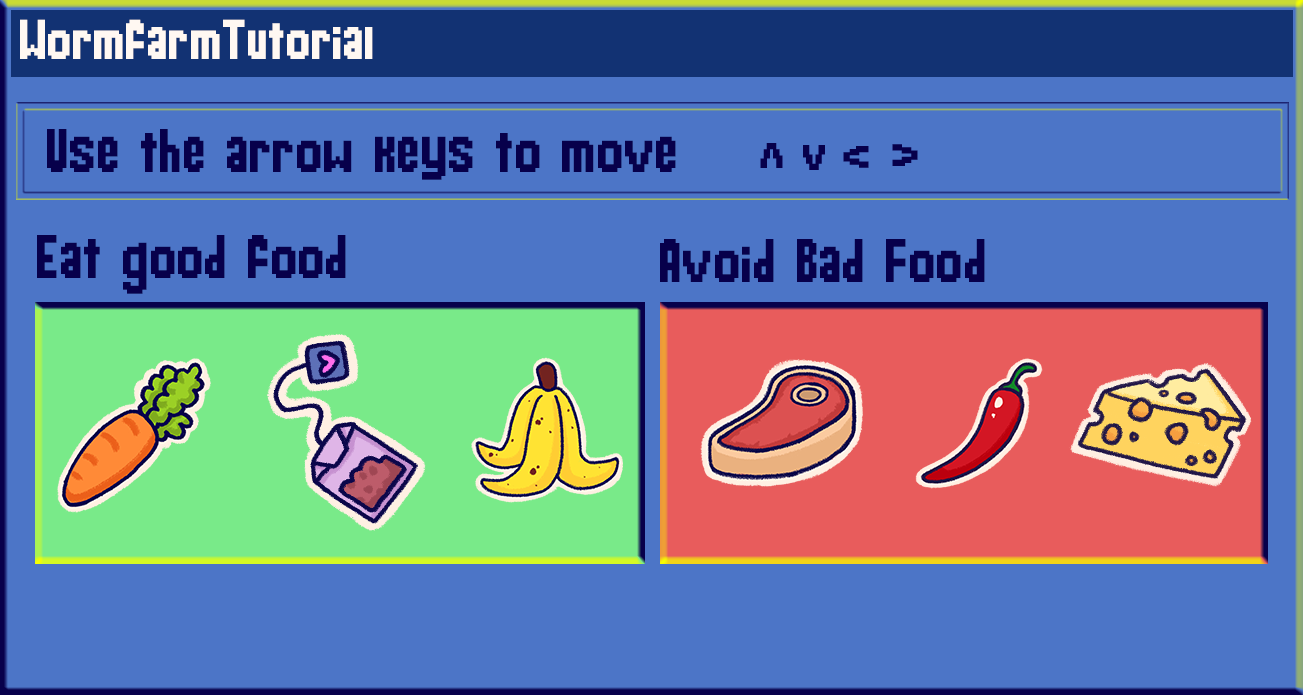 WormFarmTutorial
Use the arrow keys to move ʌ v < >
Eat good food
Avoid Bad Food